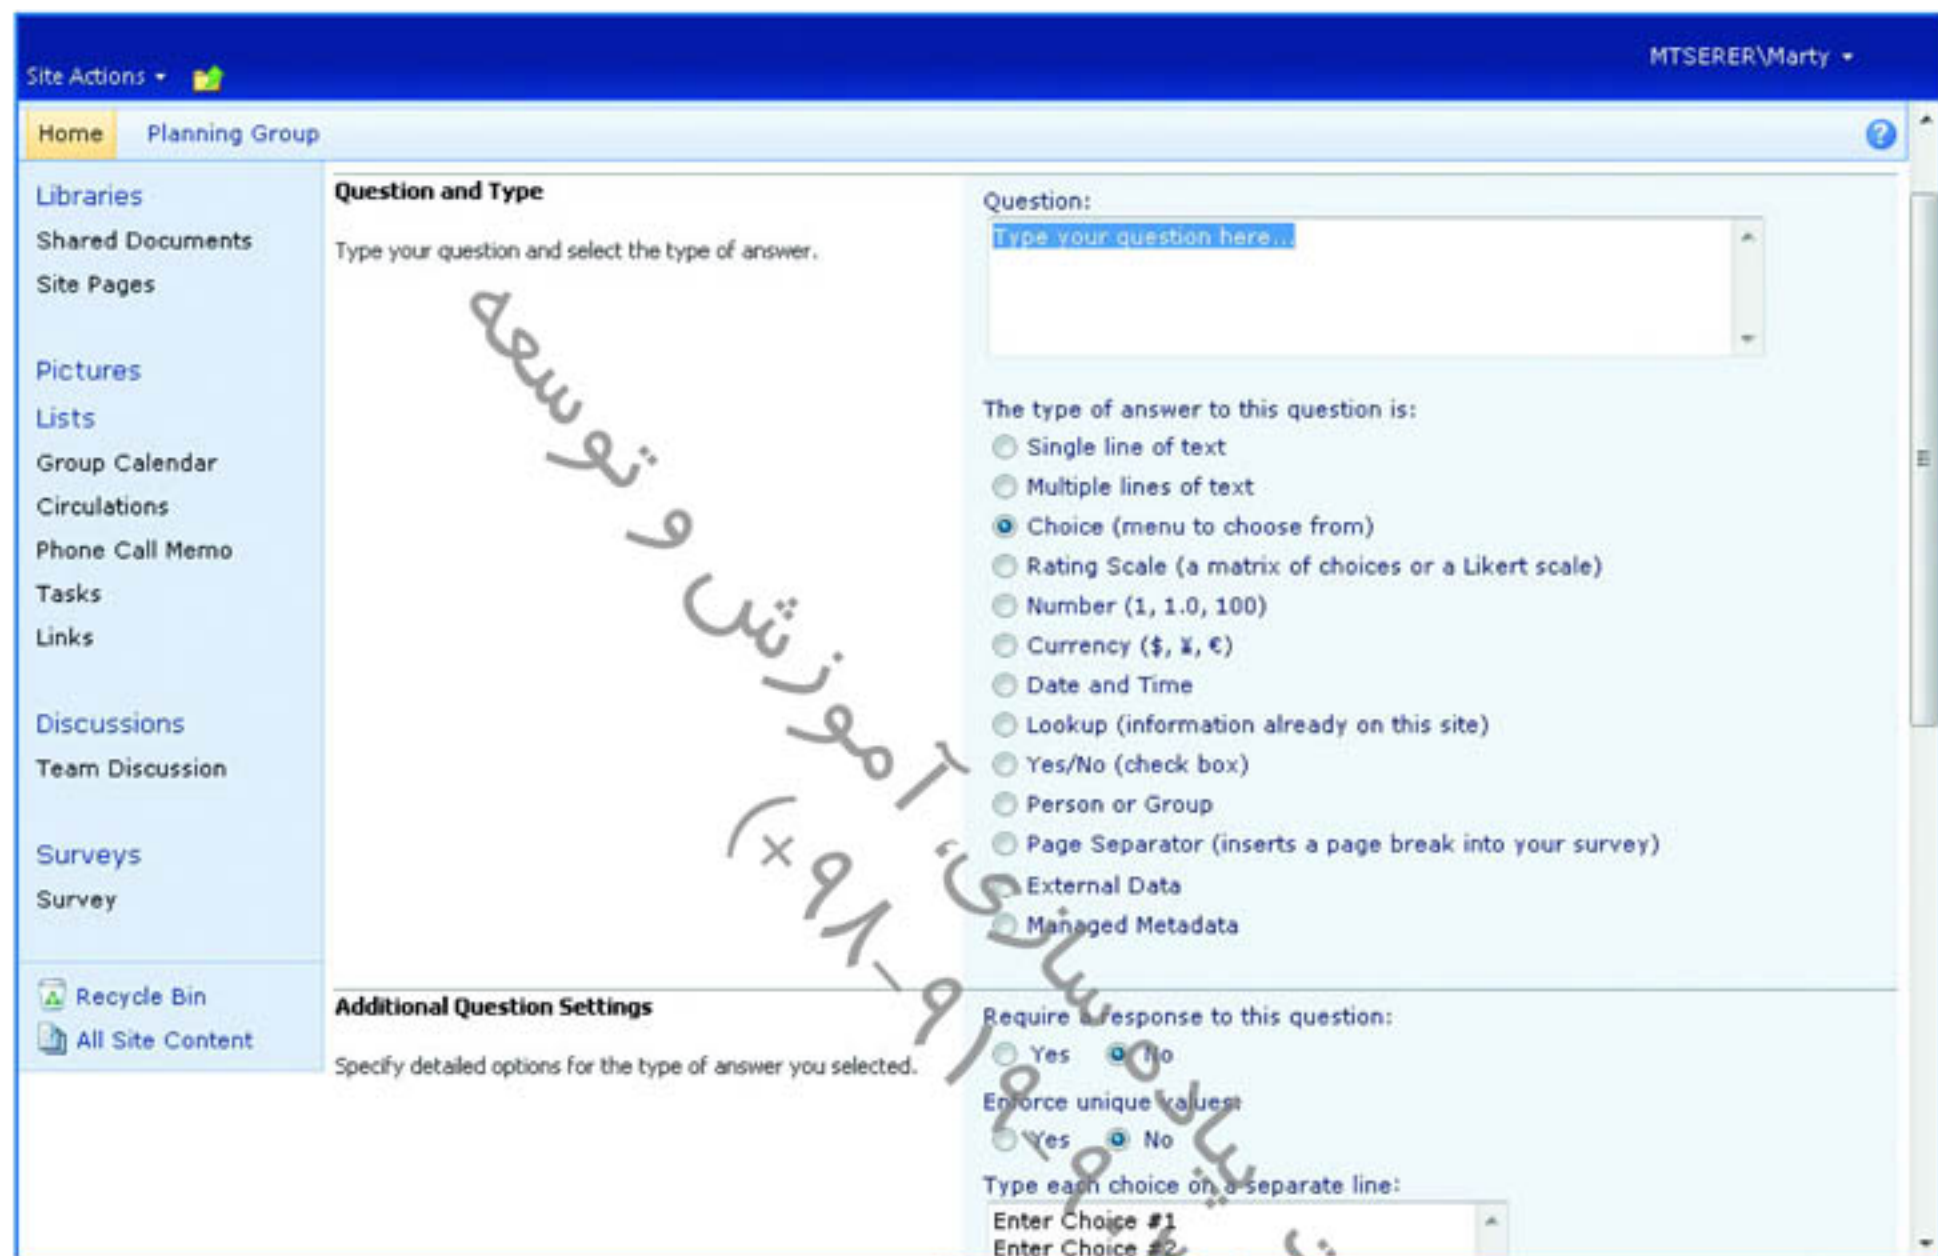 MTSERER\Marty
Site Actions
Home Planning Group
Libraries
Shared Documents
Site Pages
Pictures
Lists
Group Calendar
Circulations
Phone Call Memo
Tasks
Links
Discussions
Team Discussion
Surveys
Survey
Recycle Bin
All Site Content
Question and Type
Type your question and select the type of answer.
Question:
Type your question here...
The type of answer to this question is:
Single line of text
Multiple lines of text
Choice (menu to choose from)
Rating Scale (a matrix of choices or a Likert scale)
Number (1, 1.0, 100)
Currency ($, ¥, €)
Date and Time
Lookup (information already on this site)
Yes/No (check box)
Person or Group
Page Separator (inserts a page break into your survey)
External Data
Managed Metadata
Additional Question Settings
Specify detailed options for the type of answer you selected.
Require a response to this question:
Yes No
Enforce unique values:
Yes No
Type each choice on a separate line:
Enter Choice #1
Enter Choice #2
پیاده سازی، آموزش و توسعه